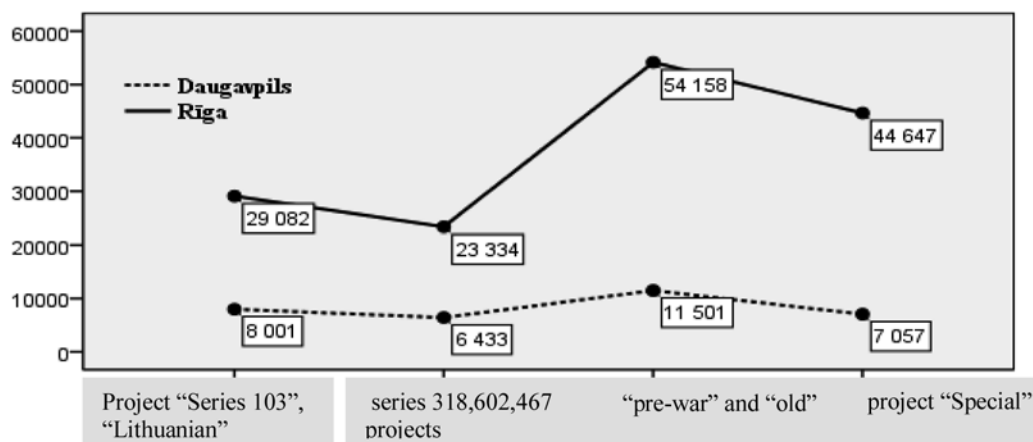 60000
50000
40000
30000
20000
10000
0
Daugavpils
Rīga
29 082
23 334
54 158
44 647
8 001
6 433
11 501
7 057
Project “Series 103”,
“Lithuanian”
series 318,602,467
projects
“pre-war” and “old”
project “Special”